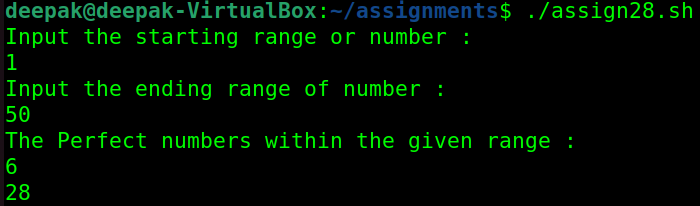 deepak@deepak-VirtualBox:~/assignments$ ./assign28.sh
Input the starting range or number :
1
Input the ending range of number :
50
The Perfect numbers within the given range :
6
28